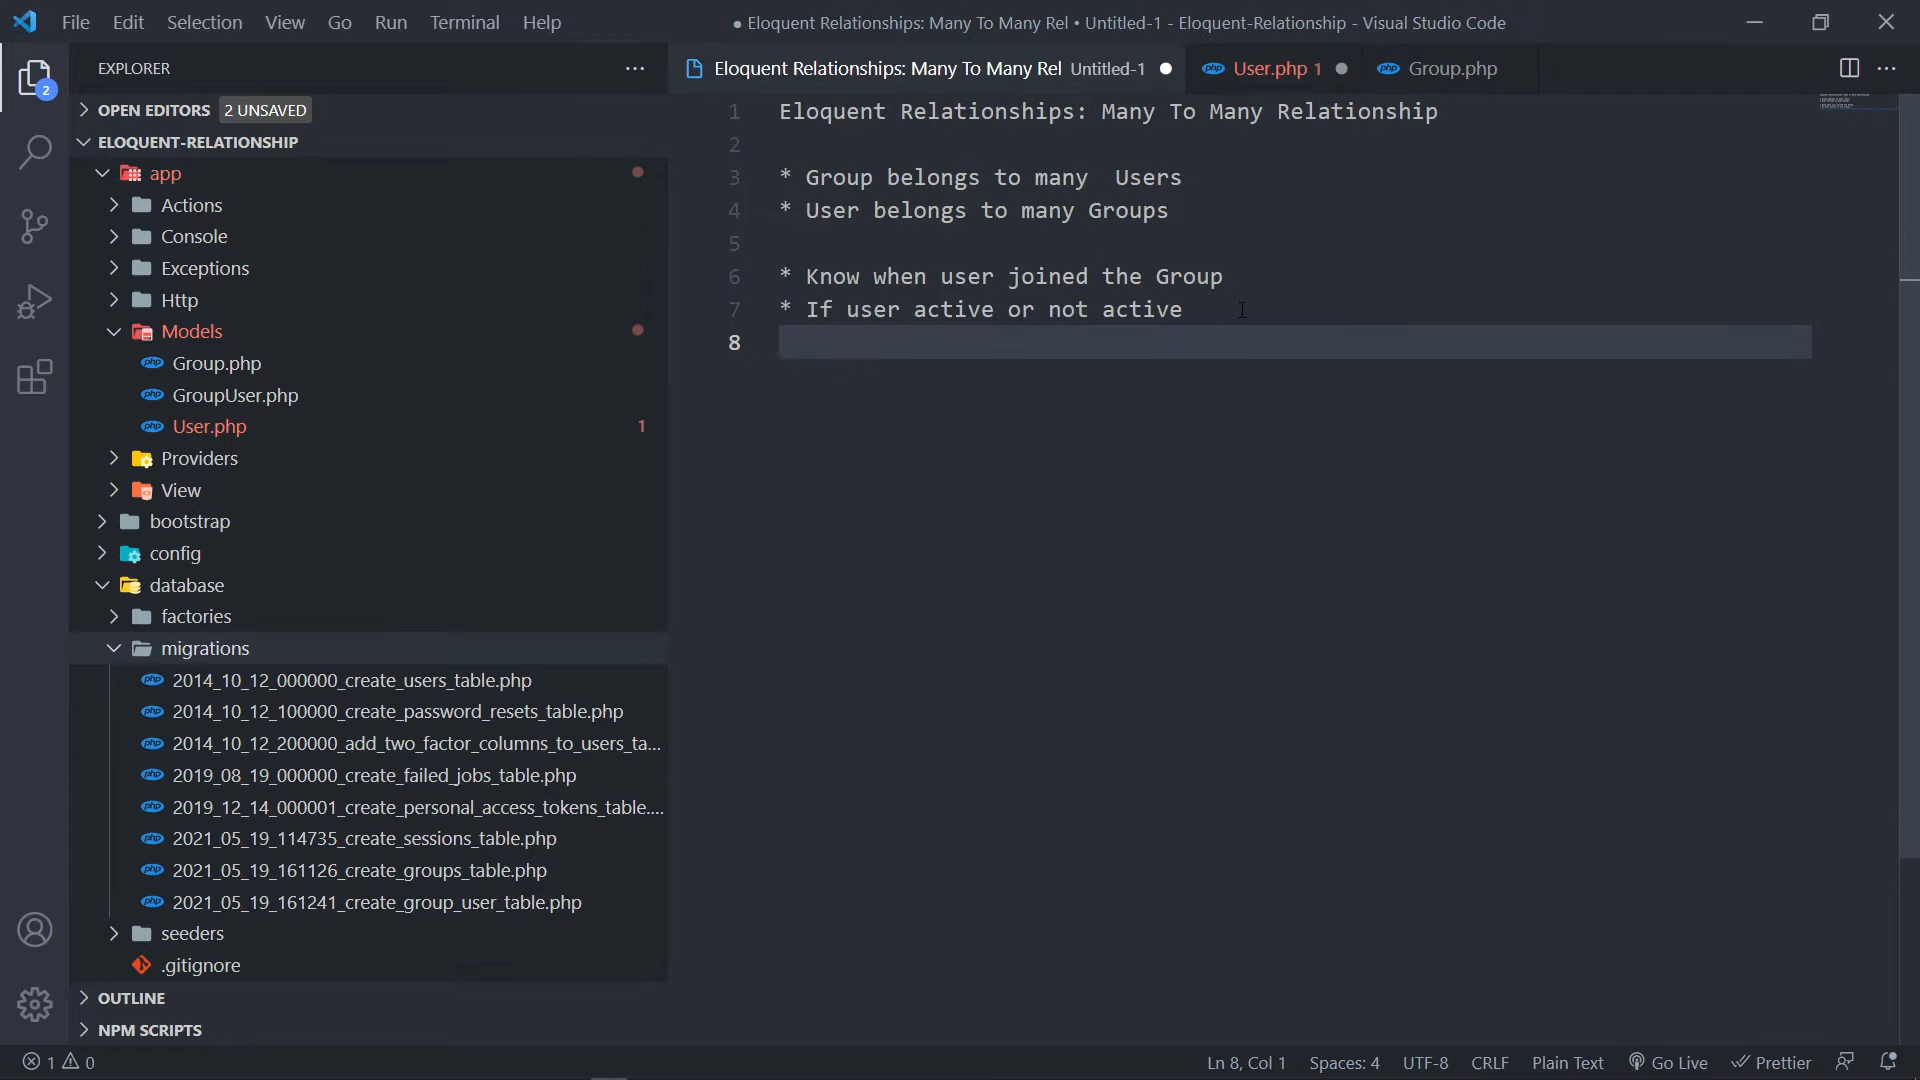 File Edit Selection View Go Run Terminal Help
● Eloquent Relationships: Many To Many Rel • Untitled-1 - Eloquent-Relationship - Visual Studio Code
EXPLORER
Eloquent Relationships: Many To Many Rel Untitled-1
User.php 1
Group.php
2
OPEN EDITORS 2 UNSAVED
ELOQUENT-RELATIONSHIP
app
Actions
Console
Exceptions
Http
Models
Group.php
GroupUser.php
User.php 1
Providers
View
bootstrap
config
database
factories
migrations
2014_10_12_000000_create_users_table.php
2014_10_12_100000_create_password_resets_table.php
2014_10_12_200000_add_two_factor_columns_to_users_ta...
2019_08_19_000000_create_failed_jobs_table.php
2019_12_14_000001_create_personal_access_tokens_table....
2021_05_19_114735_create_sessions_table.php
2021_05_19_161126_create_groups_table.php
2021_05_19_161241_create_group_user_table.php
seeders
.gitignore
OUTLINE
NPM SCRIPTS
1 Eloquent Relationships: Many To Many Relationship
2
3 * Group belongs to many  Users
4 * User belongs to many Groups
5
6 * Know when user joined the Group
7 * If user active or not active
8
1 0
Ln 8, Col 1 Spaces: 4 UTF-8 CRLF Plain Text Go Live Prettier